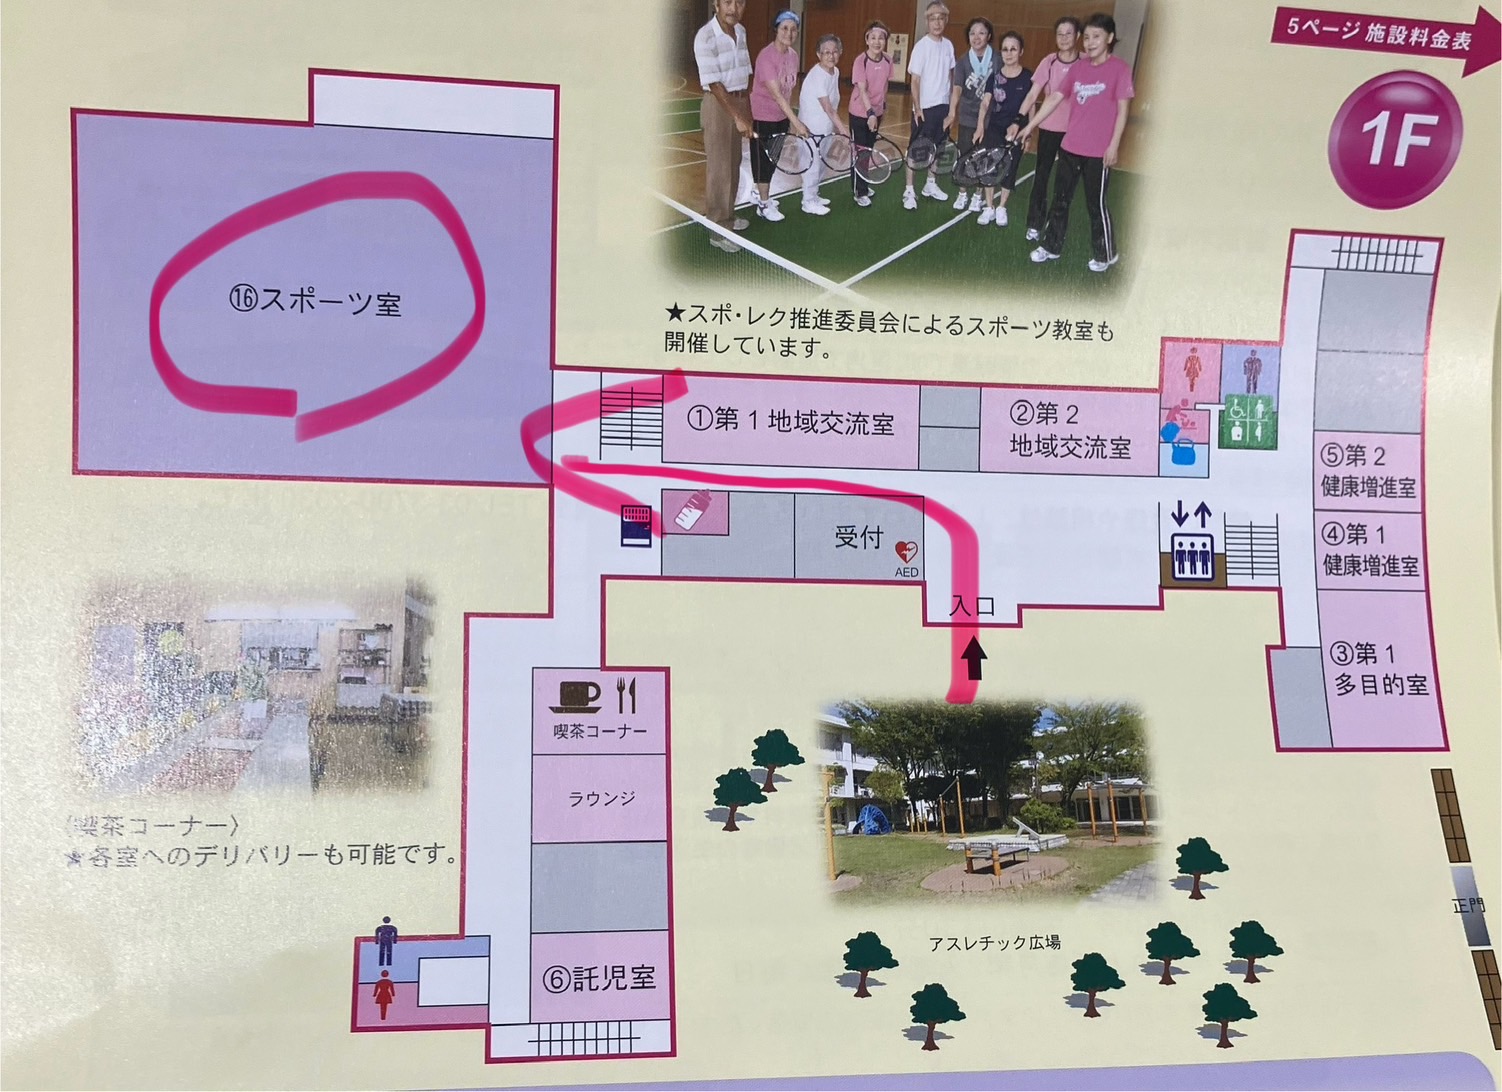 5ページ 施設料金表
1F
⑯スポーツ室
★スポ・レク推進委員会によるスポーツ教室も
開催しています。
①第1地域交流室
②第2
地域交流室
⑤第2
健康増進室
④第1
健康増進室
③第1
多目的室
受付
AED
入口
喫茶コーナー
ラウンジ
〈喫茶コーナー〉
★各室へのデリバリーも可能です。
⑥託児室
アスレチック広場
正門